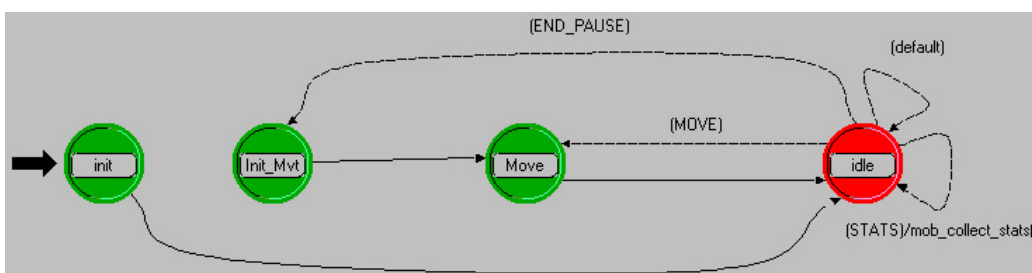 (END_PAUSE)
(default)
(MOVE)
init
Init_Mvt
Move
idle
(STATS)/mob_collect_stats